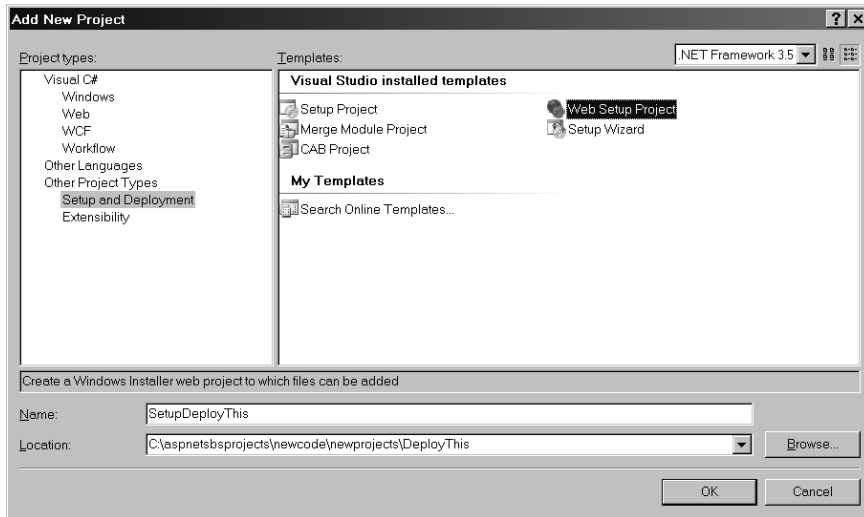 Add New Project
Project types:
Templates:
.NET Framework 3.5
Visual C#
Windows
Web
WCF
Workflow
Other Languages
Other Project Types
Setup and Deployment
Extensibility
Visual Studio installed templates
Setup Project
Web Setup Project
Merge Module Project
Setup Wizard
CAB Project
My Templates
Search Online Templates...
Create a Windows Installer web project to which files can be added
Name:
SetupDeployThis
Location:
C:\aspnetsbsprojects\newcode\newprojects\DeployThis
Browse...
OK
Cancel